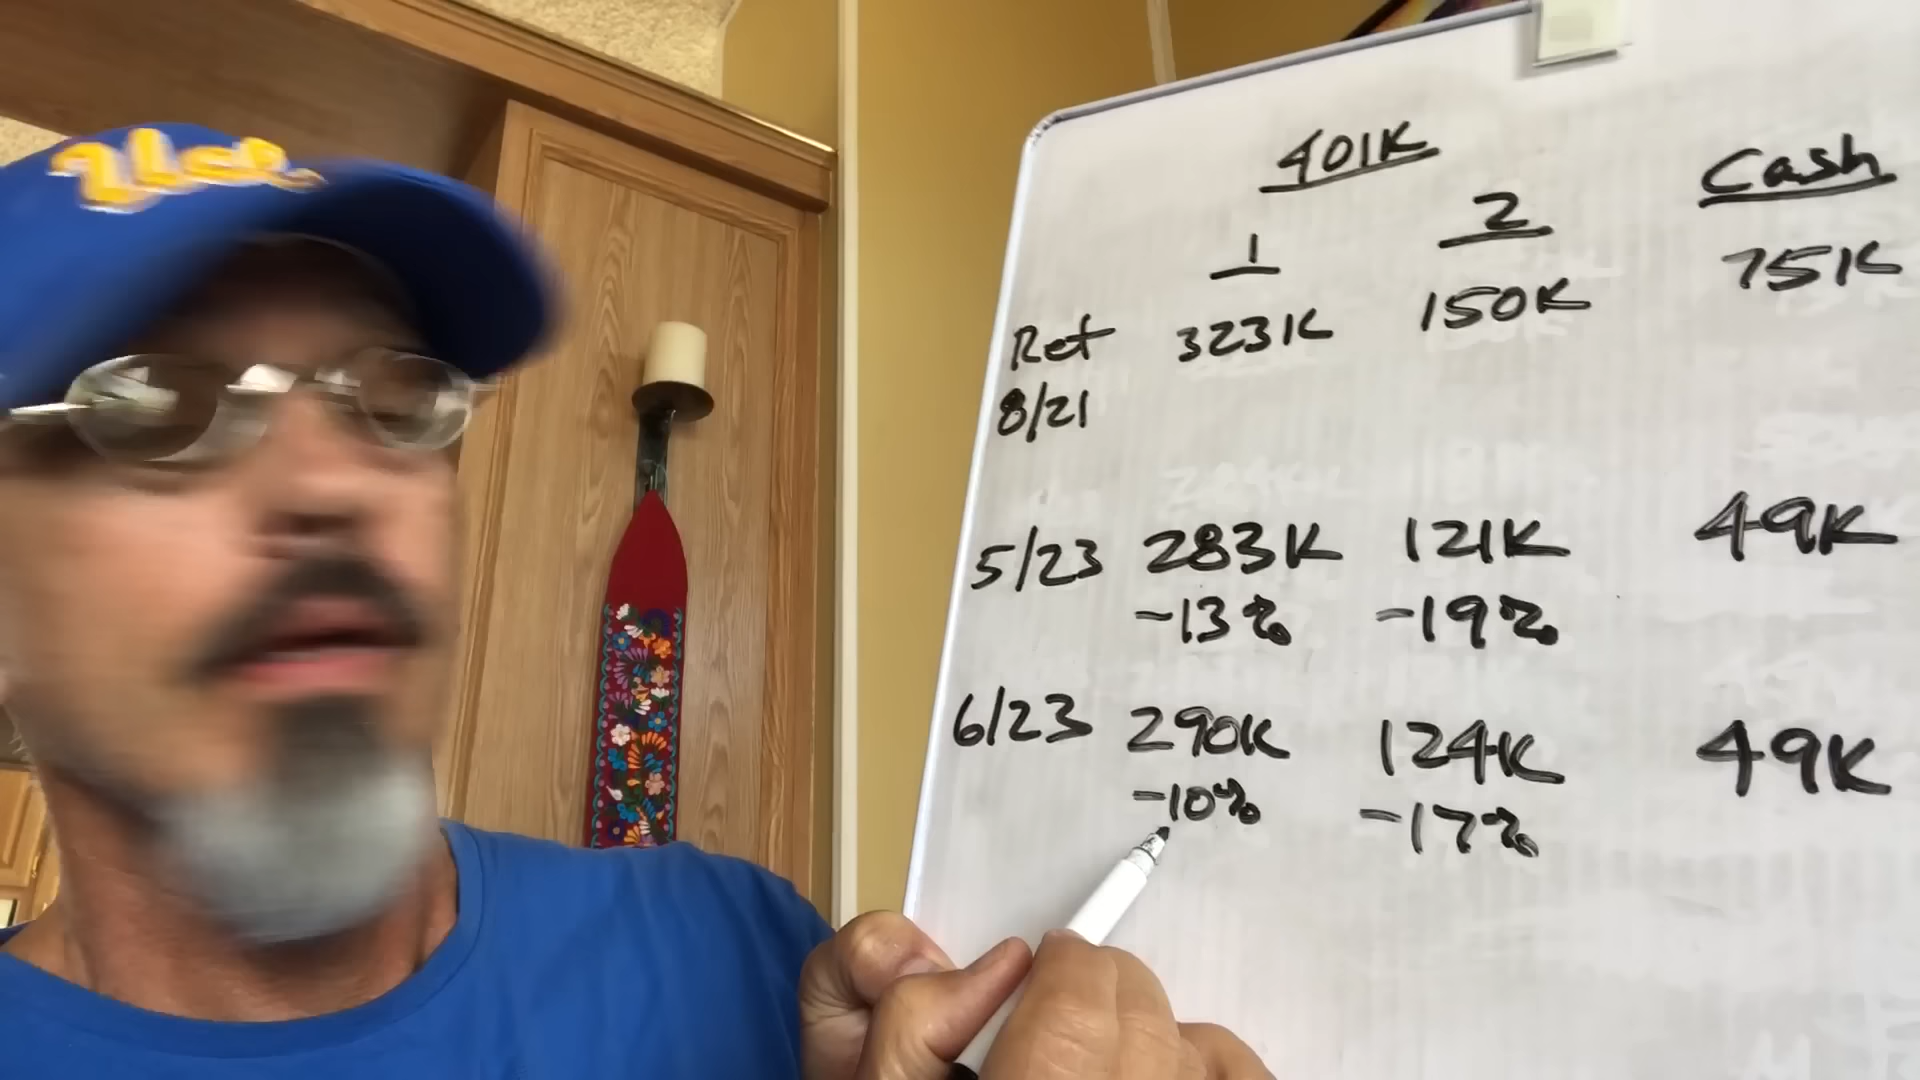 401K Cash
1 2
Ret 323K 150K 75K
8/21
5/23 283K 121K 49K
-13% -19%
6/23 290K 124K 49K
-10% -17%